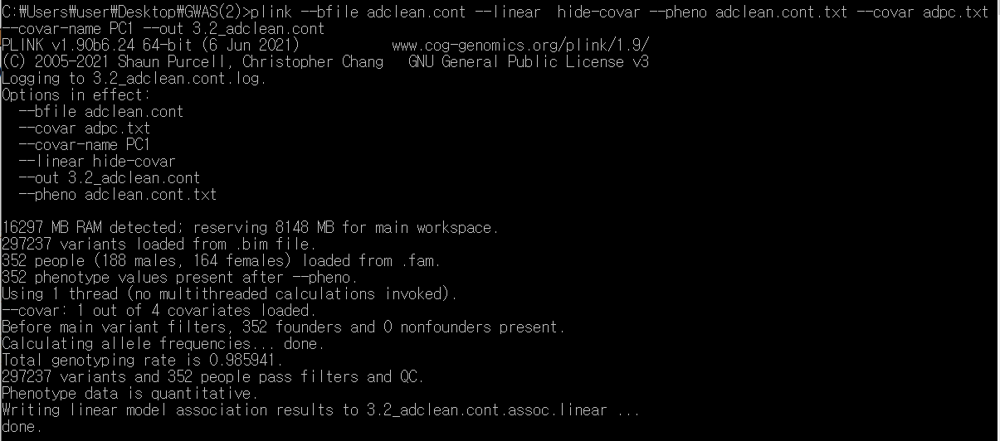 C:₩Users₩user₩Desktop₩GWAS(2)>plink --bfile adclean.cont --linear  hide-covar --pheno adclean.cont.txt --covar adpc.txt
--covar-name PC1 --out 3.2_adclean.cont
PLINK v1.90b6.24 64-bit (6 Jun 2021)           www.cog-genomics.org/plink/1.9/
(C) 2005-2021 Shaun Purcell, Christopher Chang   GNU General Public License v3
Logging to 3.2_adclean.cont.log.
Options in effect:
  --bfile adclean.cont
  --covar adpc.txt
  --covar-name PC1
  --linear hide-covar
  --out 3.2_adclean.cont
  --pheno adclean.cont.txt
16297 MB RAM detected; reserving 8148 MB for main workspace.
297237 variants loaded from .bim file.
352 people (188 males, 164 females) loaded from .fam.
352 phenotype values present after --pheno.
Using 1 thread (no multithreaded calculations invoked).
--covar: 1 out of 4 covariates loaded.
Before main variant filters, 352 founders and 0 nonfounders present.
Calculating allele frequencies... done.
Total genotyping rate is 0.985941.
297237 variants and 352 people pass filters and QC.
Phenotype data is quantitative.
Writing linear model association results to 3.2_adclean.cont.assoc.linear ...
done.